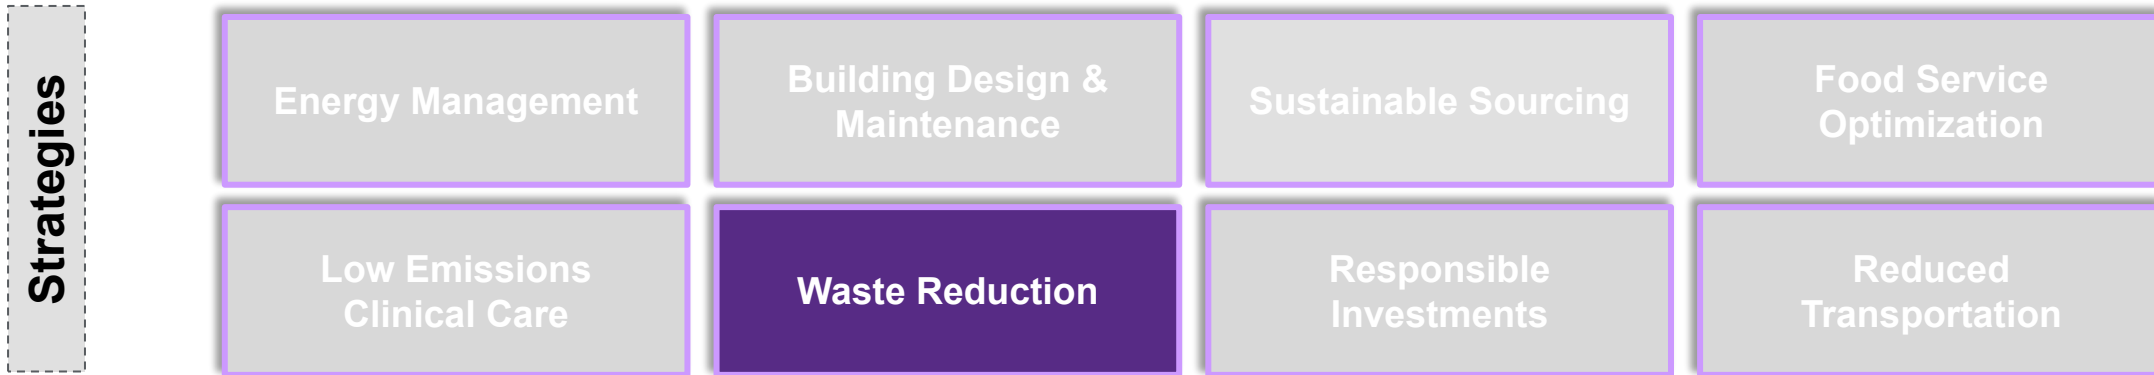 Strategies
Energy Management
Building Design &
Maintenance
Sustainable Sourcing
Food Service
Optimization
Low Emissions
Clinical Care
Waste Reduction
Responsible
Investments
Reduced
Transportation